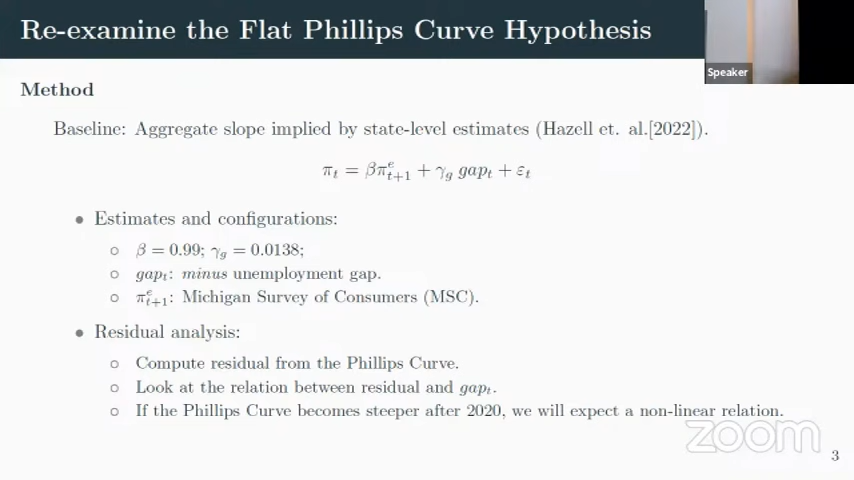 Re-examine the Flat Phillips Curve Hypothesis
Speaker
Method
Baseline: Aggregate slope implied by state-level estimates (Hazell et. al.[2022]).
πₜ = βπᵉₜ₊₁ + γ_g gapₜ + εₜ
• Estimates and configurations:
○ β = 0.99; γ_g = 0.0138;
○ gapₜ: minus unemployment gap.
○ πᵉₜ₊₁: Michigan Survey of Consumers (MSC).
• Residual analysis:
○ Compute residual from the Phillips Curve.
○ Look at the relation between residual and gapₜ.
○ If the Phillips Curve becomes steeper after 2020, we will expect a non-linear relation.
zoom
3